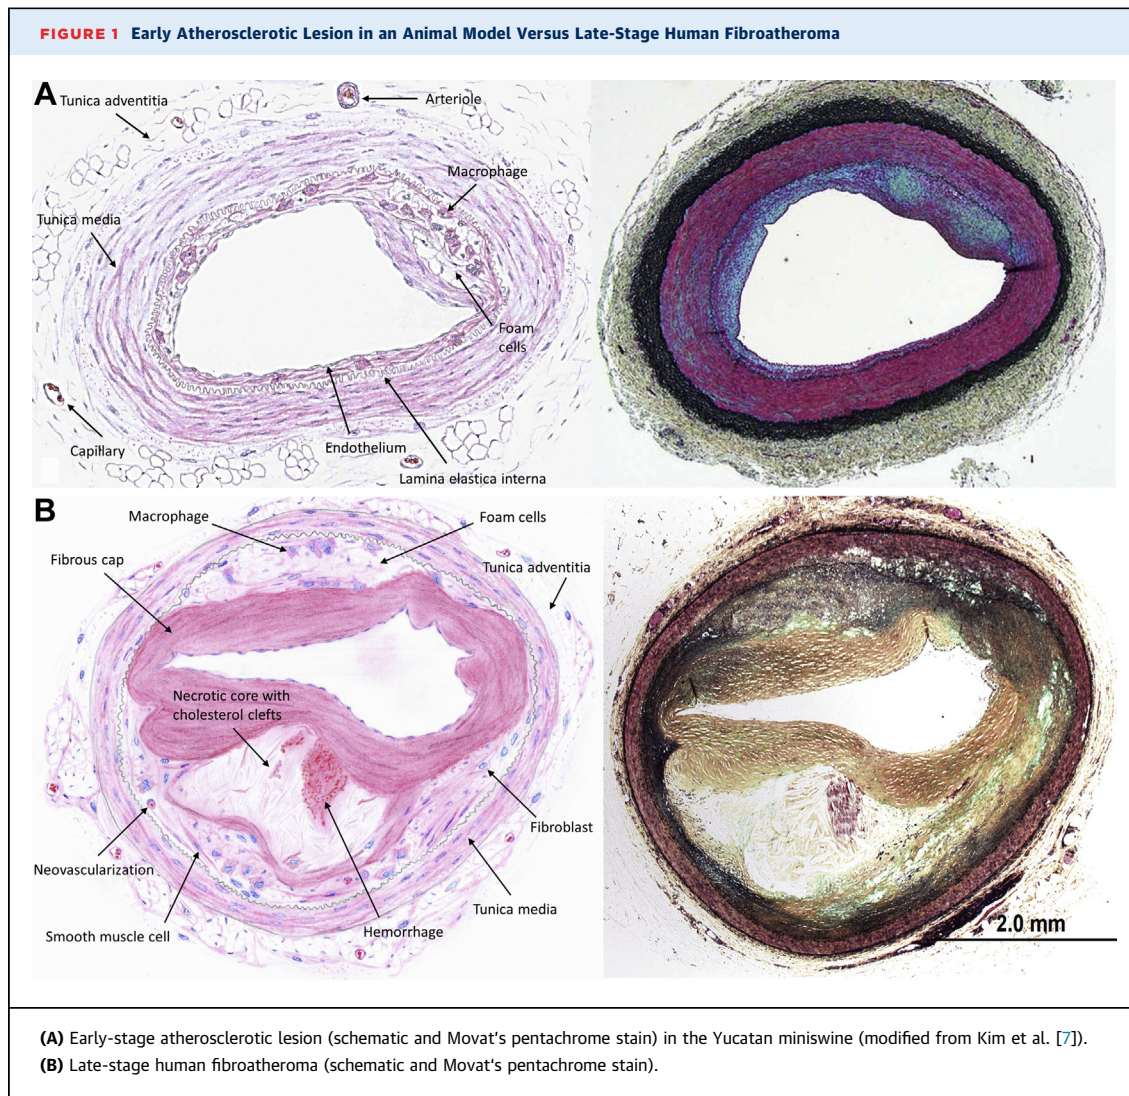 FIGURE 1 Early Atherosclerotic Lesion in an Animal Model Versus Late-Stage Human Fibroatheroma
A
Tunica adventitia
Arteriole
Macrophage
Tunica media
Foam
cells
Capillary
Endothelium
Lamina elastica interna
B
Macrophage
Foam cells
Fibrous cap
Tunica adventitia
Necrotic core with
cholesterol clefts
Fibroblast
Neovascularization
Tunica media
Smooth muscle cell
Hemorrhage
2.0 mm
(A) Early-stage atherosclerotic lesion (schematic and Movat's pentachrome stain) in the Yucatan miniswine (modified from Kim et al. [7]).
(B) Late-stage human fibroatheroma (schematic and Movat's pentachrome stain).